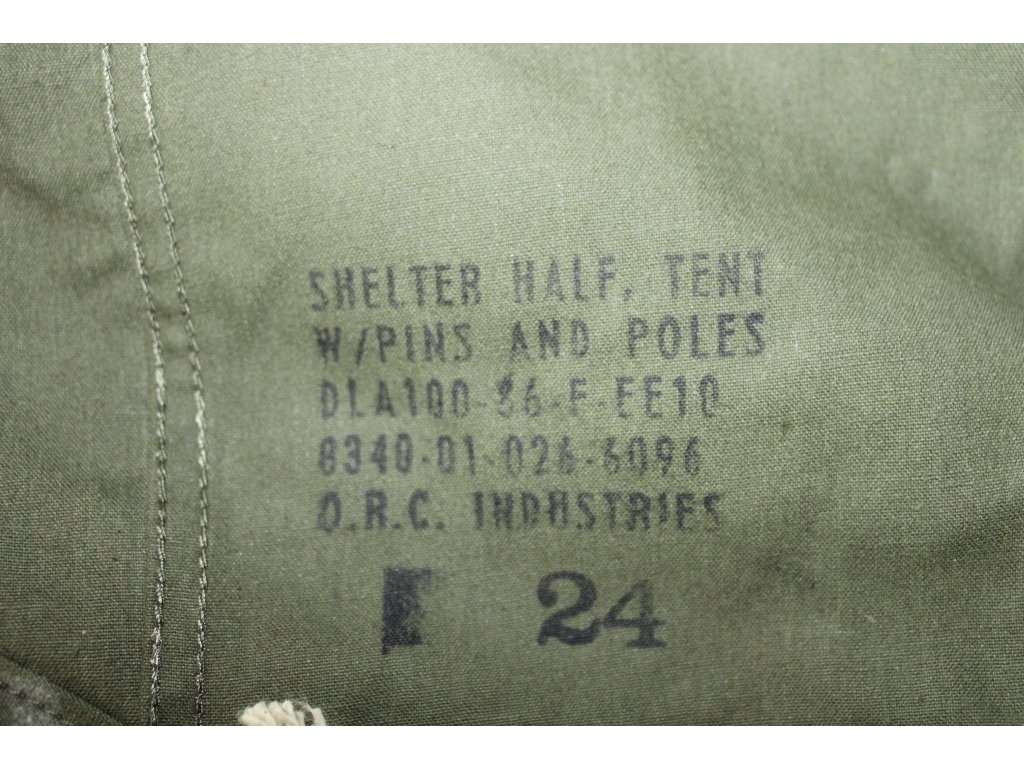 SHELTER HALF, TENT
W/PINS AND POLES
DLA100-86-F-EE10
8340-01-026-6096
O.R.C. INDUSTRIES
24